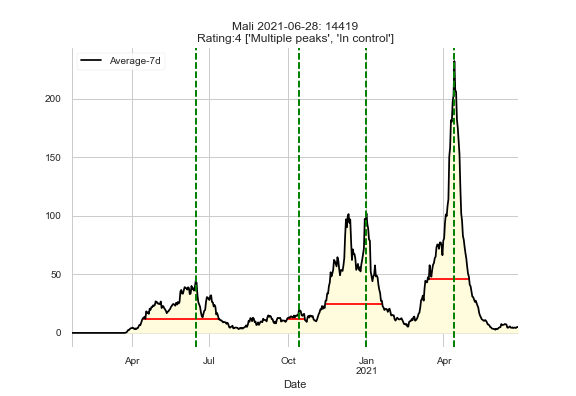 Mali 2021-06-28: 14419
Rating:4 ['Multiple peaks', 'In control']
Average-7d
200
150
100
50
0
Apr
Jul
Oct
Jan
2021
Apr
Date